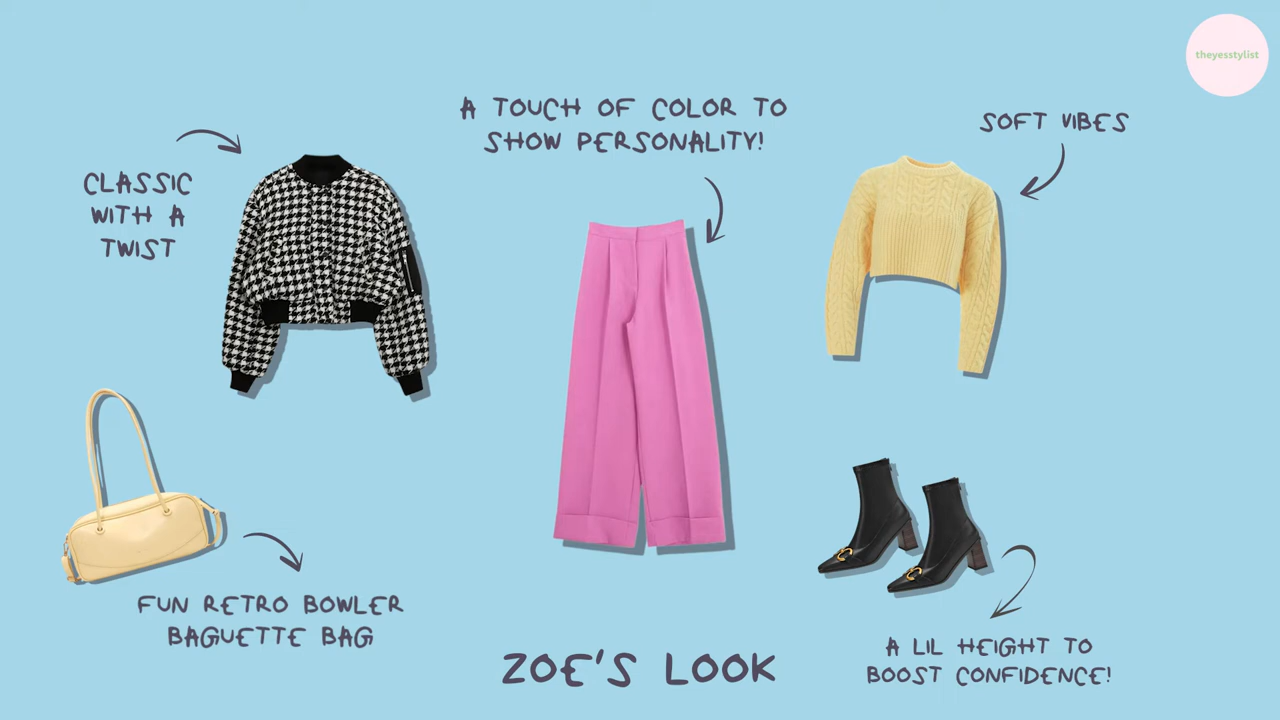 theyesstylist
A TOUCH OF COLOR TO
SHOW PERSONALITY!
SOFT VIBES
CLASSIC
WITH A
TWIST
FUN RETRO BOWLER
BAGUETTE BAG
A LIL HEIGHT TO
BOOST CONFIDENCE!
ZOE'S LOOK